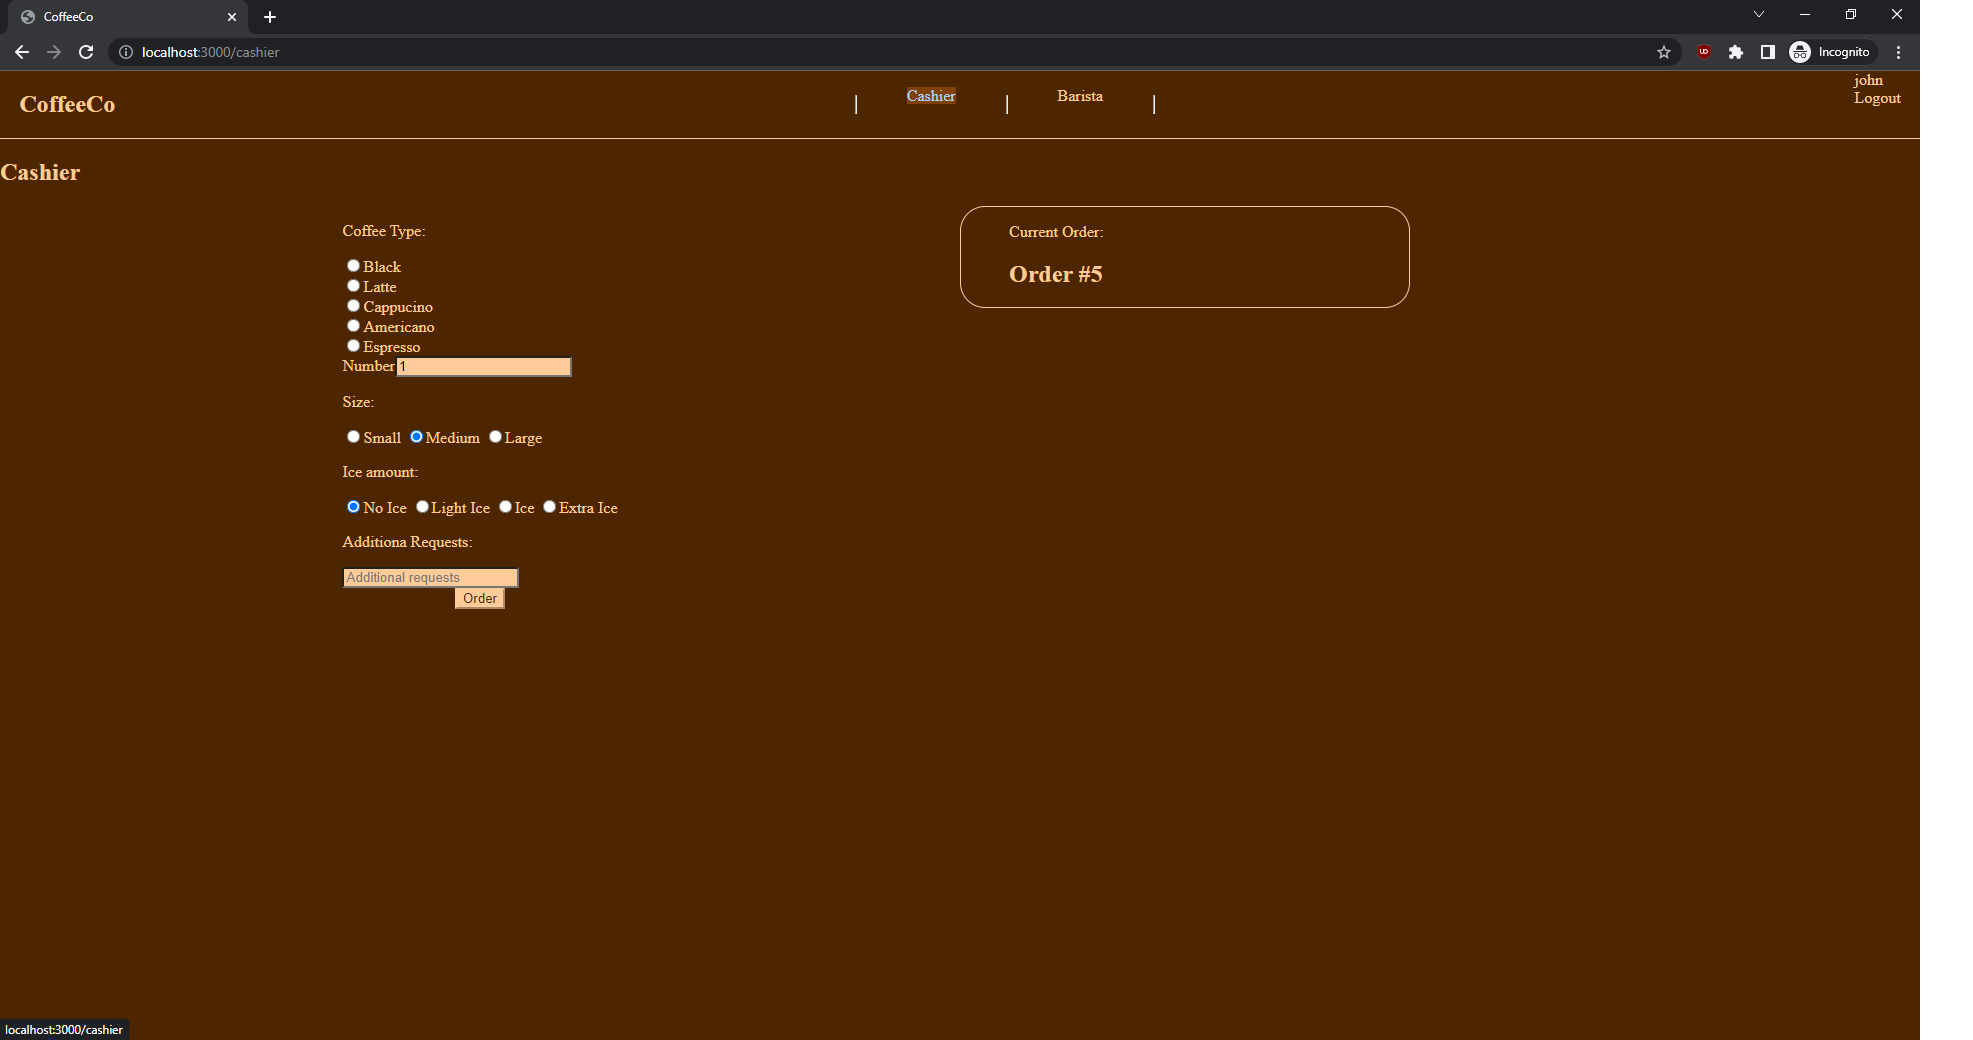 CoffeeCo
localhost:3000/cashier
Incognito
CoffeeCo
| Cashier | Barista |
john
Logout
Cashier
Coffee Type:
Black
Latte
Cappucino
Americano
Espresso
Number 1
Size:
Small Medium Large
Ice amount:
No Ice Light Ice Ice Extra Ice
Additiona Requests:
Additional requests
Order
Current Order:
Order #5
localhost:3000/cashier